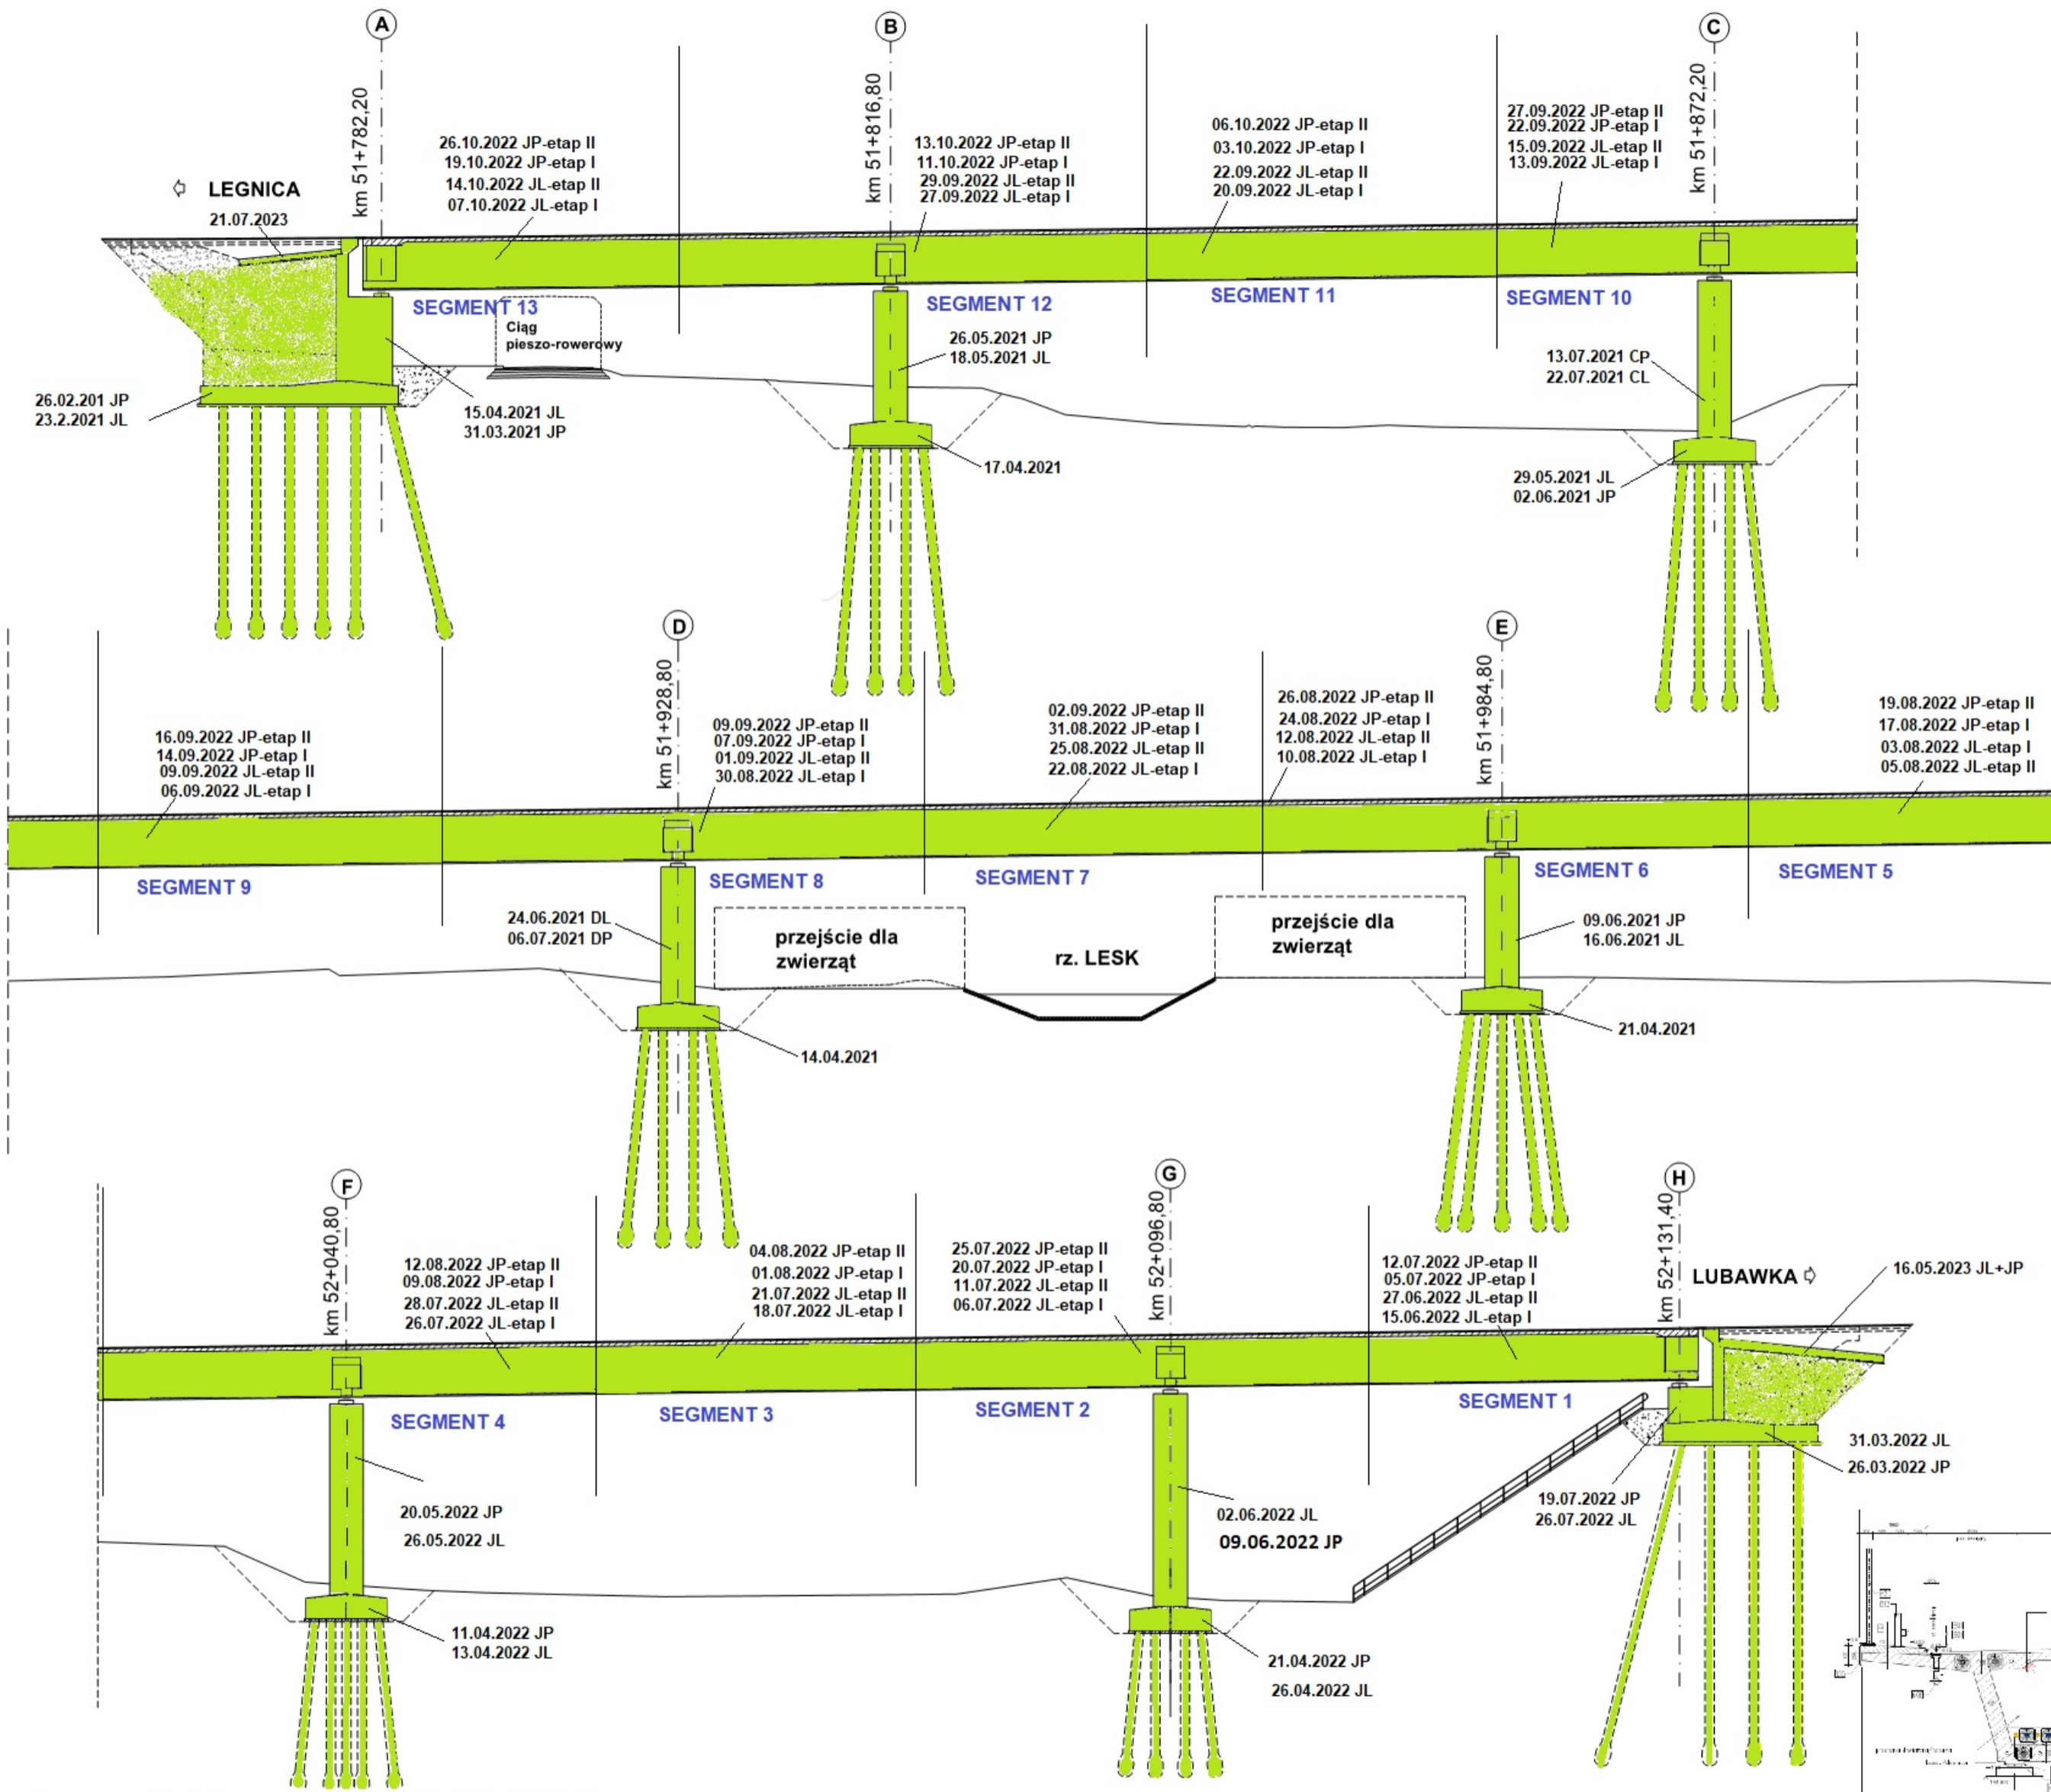 A
B
C
km 51+782,20
km 51+816,80
km 51+872,20
26.10.2022 JP-etap II
19.10.2022 JP-etap I
14.10.2022 JL-etap II
07.10.2022 JL-etap I
13.10.2022 JP-etap II
11.10.2022 JP-etap I
29.09.2022 JL-etap II
27.09.2022 JL-etap I
06.10.2022 JP-etap II
03.10.2022 JP-etap I
22.09.2022 JL-etap II
20.09.2022 JL-etap I
27.09.2022 JP-etap II
22.09.2022 JP-etap I
15.09.2022 JL-etap II
13.09.2022 JL-etap I
LEGNICA
21.07.2023
SEGMENT 13
SEGMENT 12
SEGMENT 11
SEGMENT 10
Ciąg
pieszo-rowerowy
26.05.2021 JP
18.05.2021 JL
13.07.2021 CP
22.07.2021 CL
26.02.201 JP
23.2.2021 JL
15.04.2021 JL
31.03.2021 JP
17.04.2021
29.05.2021 JL
02.06.2021 JP
D
E
km 51+928,80
km 51+984,80
16.09.2022 JP-etap II
14.09.2022 JP-etap I
09.09.2022 JL-etap II
06.09.2022 JL-etap I
09.09.2022 JP-etap II
07.09.2022 JP-etap I
01.09.2022 JL-etap II
30.08.2022 JL-etap I
02.09.2022 JP-etap II
31.08.2022 JP-etap I
25.08.2022 JL-etap II
22.08.2022 JL-etap I
26.08.2022 JP-etap II
24.08.2022 JP-etap I
12.08.2022 JL-etap II
10.08.2022 JL-etap I
19.08.2022 JP-etap II
17.08.2022 JP-etap I
03.08.2022 JL-etap I
05.08.2022 JL-etap II
SEGMENT 9
SEGMENT 8
SEGMENT 7
SEGMENT 6
SEGMENT 5
24.06.2021 DL
06.07.2021 DP
przejście dla
zwierząt
rz. LESK
przejście dla
zwierząt
09.06.2021 JP
16.06.2021 JL
14.04.2021
21.04.2021
F
G
H
km 52+040,80
km 52+096,80
km 52+131,40
12.08.2022 JP-etap II
09.08.2022 JP-etap I
28.07.2022 JL-etap II
26.07.2022 JL-etap I
04.08.2022 JP-etap II
01.08.2022 JP-etap I
21.07.2022 JL-etap II
18.07.2022 JL-etap I
25.07.2022 JP-etap II
20.07.2022 JP-etap I
11.07.2022 JL-etap II
06.07.2022 JL-etap I
12.07.2022 JP-etap II
05.07.2022 JP-etap I
27.06.2022 JL-etap II
15.06.2022 JL-etap I
LUBAWKA
16.05.2023 JL+JP
SEGMENT 4
SEGMENT 3
SEGMENT 2
SEGMENT 1
20.05.2022 JP
26.05.2022 JL
02.06.2022 JL
09.06.2022 JP
31.03.2022 JL
26.03.2022 JP
19.07.2022 JP
26.07.2022 JL
11.04.2022 JP
13.04.2022 JL
21.04.2022 JP
26.04.2022 JL